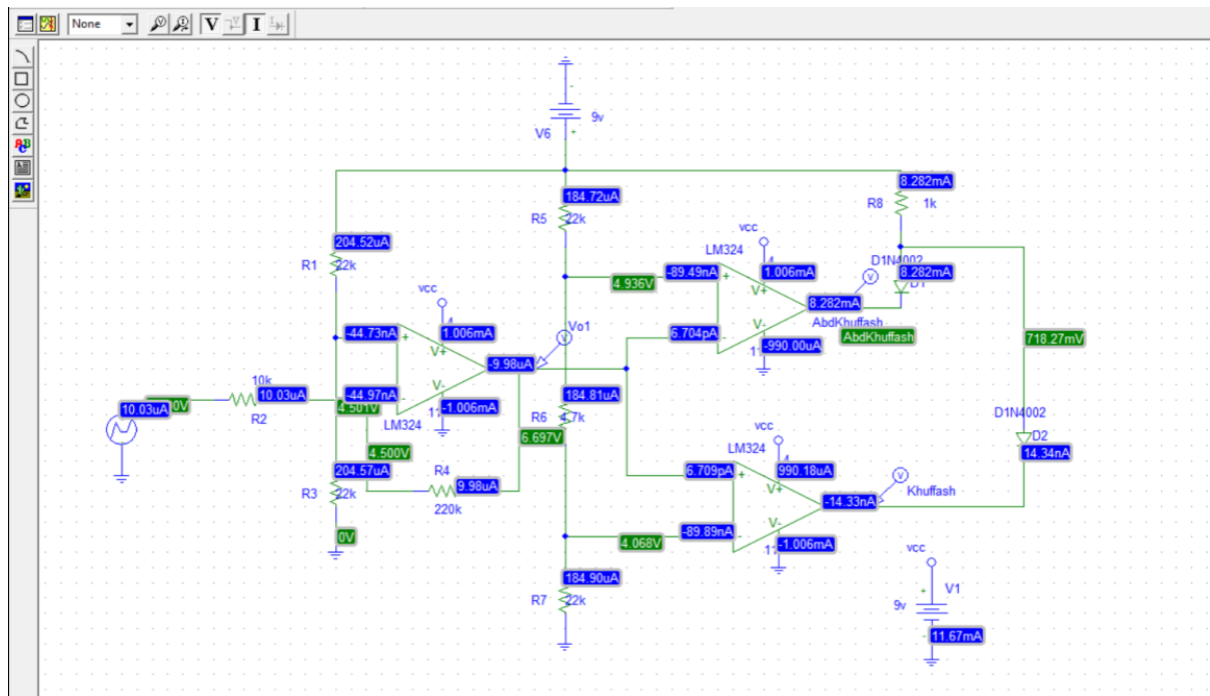 None
V
I
9v
V6
184.72uA
R5 22k
8.282mA
R8 1k
204.52uA
R1 22k
vcc
LM324
4.936V
-89.49nA
+
V+
1.006mA
D1N4002
8.282mA
D1
8.282mA
AbdKhuffash
AbdKhuffash
6.704pA
-
V-
-990.00uA
vcc
-44.73nA
+
V+
1.006mA
Vo1
-9.98uA
718.27mV
10k
10.03uA
R2
10.03uA
-44.97nA
-
V-
-1.006mA
4.501V
LM324
184.81uA
R6 4.7k
6.697V
4.500V
204.57uA
R3 22k
R4
9.98uA
220k
0V
vcc
LM324
6.709pA
+
V+
990.18uA
D1N4002
D2
14.34nA
Khuffash
-14.33nA
4.068V
-89.89nA
-
V-
-1.006mA
184.90uA
R7 22k
vcc
V1
9v
11.67mA